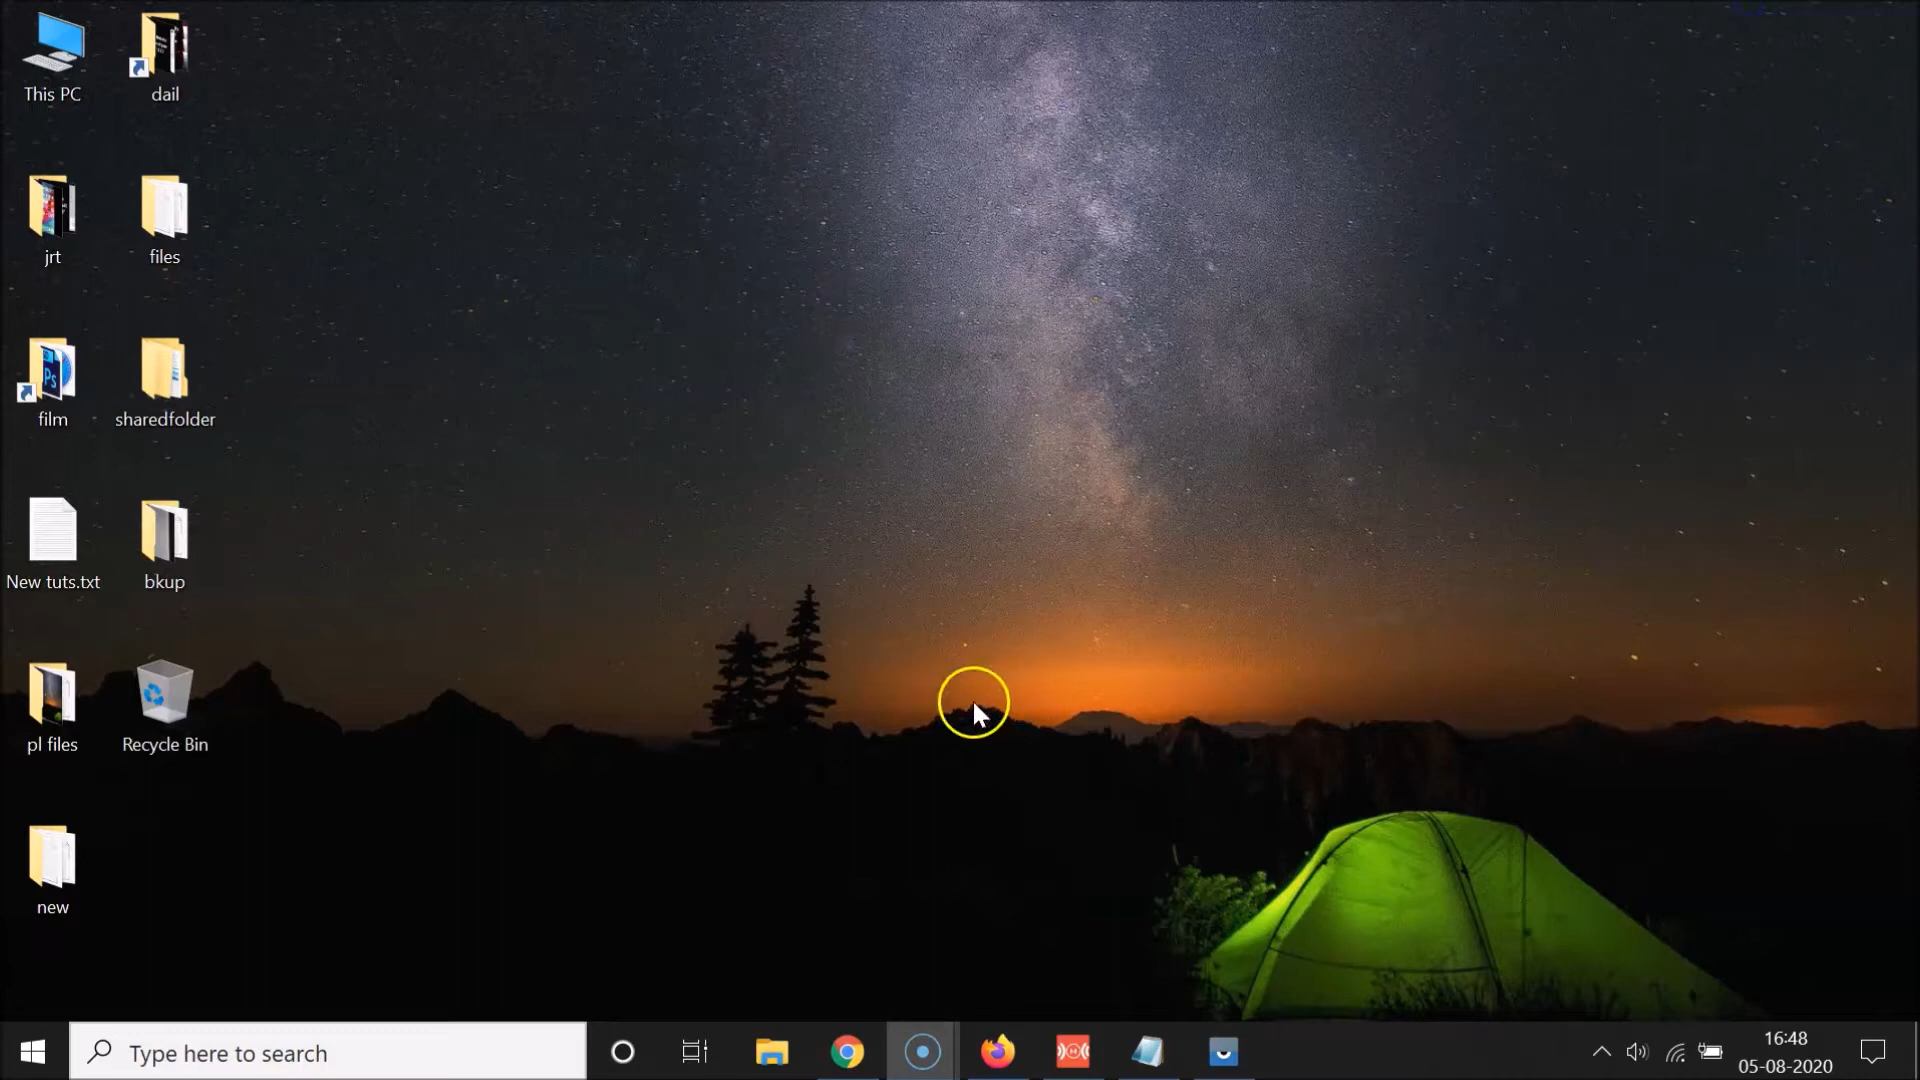 This PC
dail
jrt
files
film
sharedfolder
New tuts.txt
bkup
pl files
Recycle Bin
new
Type here to search
16:48
05-08-2020